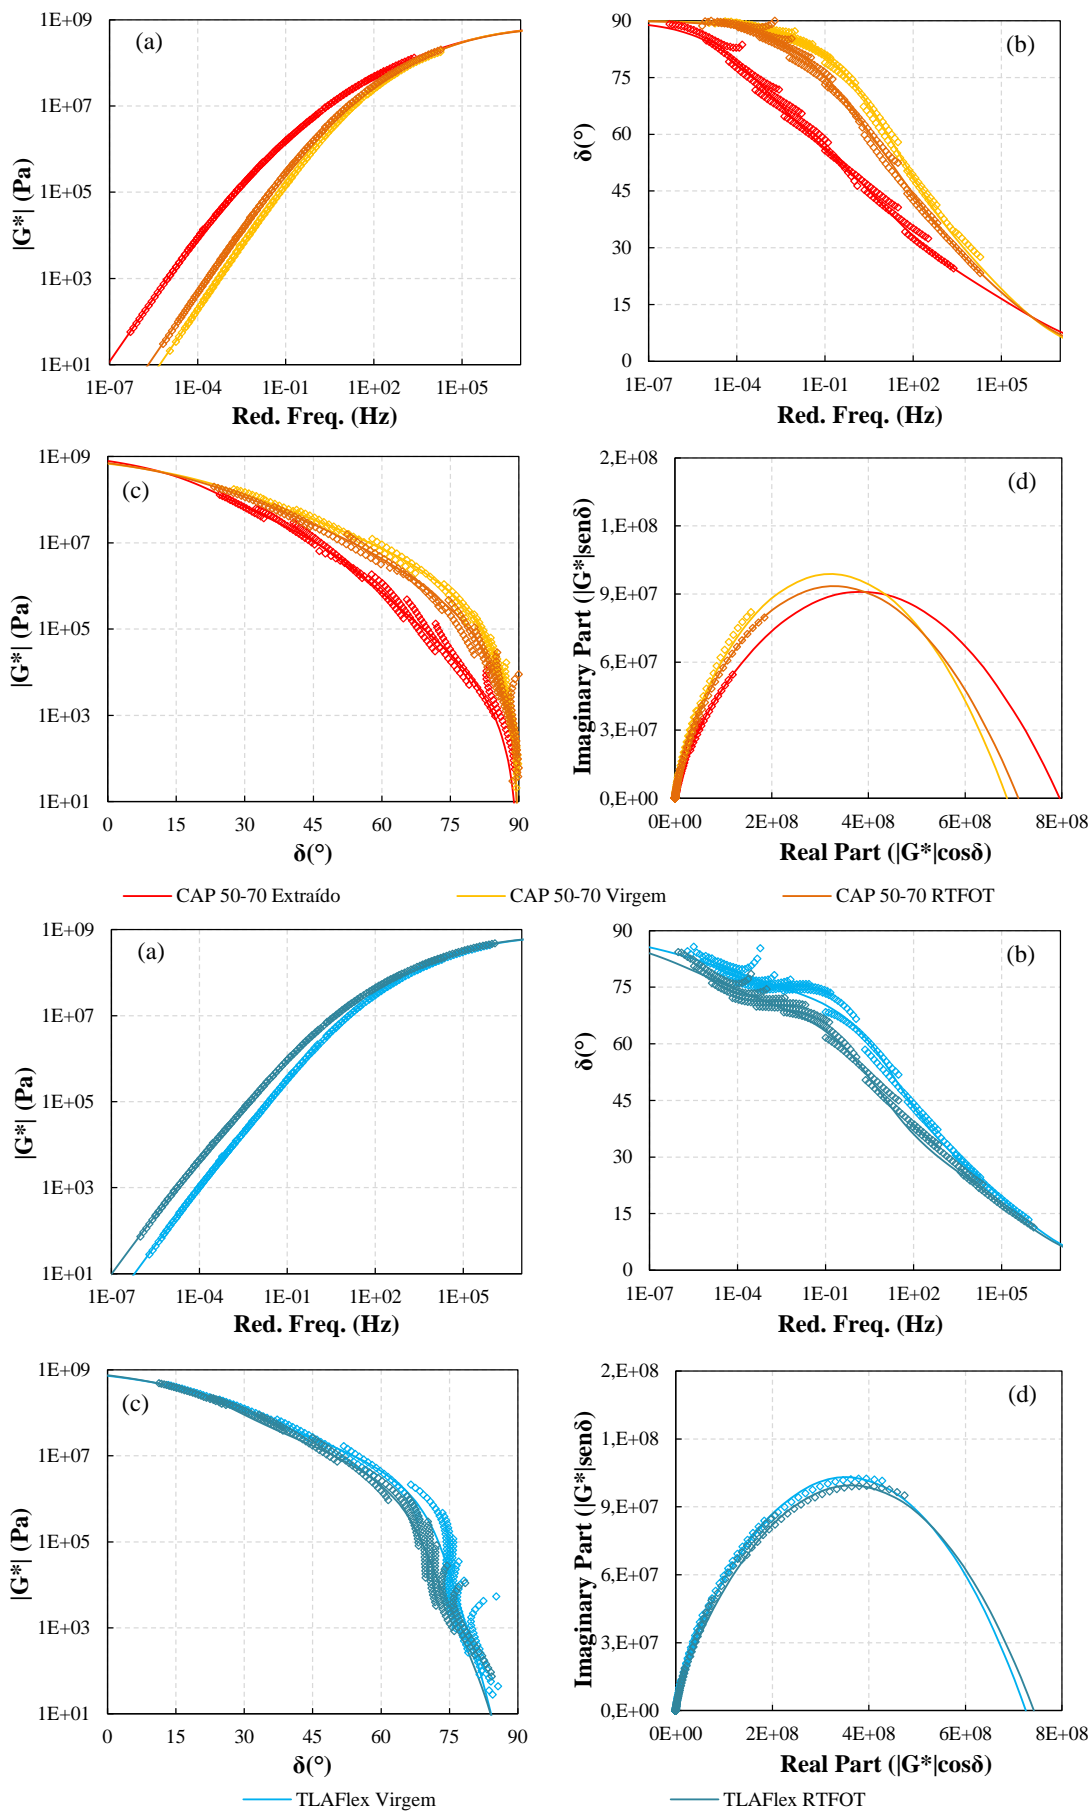 (a)
|G*| (Pa)
1E+09
1E+07
1E+05
1E+03
1E+01
1E-07 1E-04 1E-01 1E+02 1E+05
Red. Freq. (Hz)
(b)
δ(°)
90
75
60
45
30
15
0
1E-07 1E-04 1E-01 1E+02 1E+05
Red. Freq. (Hz)
(c)
|G*| (Pa)
1E+09
1E+07
1E+05
1E+03
1E+01
0 15 30 45 60 75 90
δ(°)
(d)
Imaginary Part (|G*|senδ)
2,E+08
1,E+08
9,E+07
6,E+07
3,E+07
0,E+00
0E+00 2E+08 4E+08 6E+08 8E+08
Real Part (|G*|cosδ)
CAP 50-70 Extraído CAP 50-70 Virgem CAP 50-70 RTFOT
(a)
|G*| (Pa)
1E+09
1E+07
1E+05
1E+03
1E+01
1E-07 1E-04 1E-01 1E+02 1E+05
Red. Freq. (Hz)
(b)
δ(°)
90
75
60
45
30
15
0
1E-07 1E-04 1E-01 1E+02 1E+05
Red. Freq. (Hz)
(c)
|G*| (Pa)
1E+09
1E+07
1E+05
1E+03
1E+01
0 15 30 45 60 75 90
δ(°)
(d)
Imaginary Part (|G*|senδ)
2,E+08
1,E+08
9,E+07
6,E+07
3,E+07
0,E+00
0E+00 2E+08 4E+08 6E+08 8E+08
Real Part (|G*|cosδ)
TLAFlex Virgem TLAFlex RTFOT